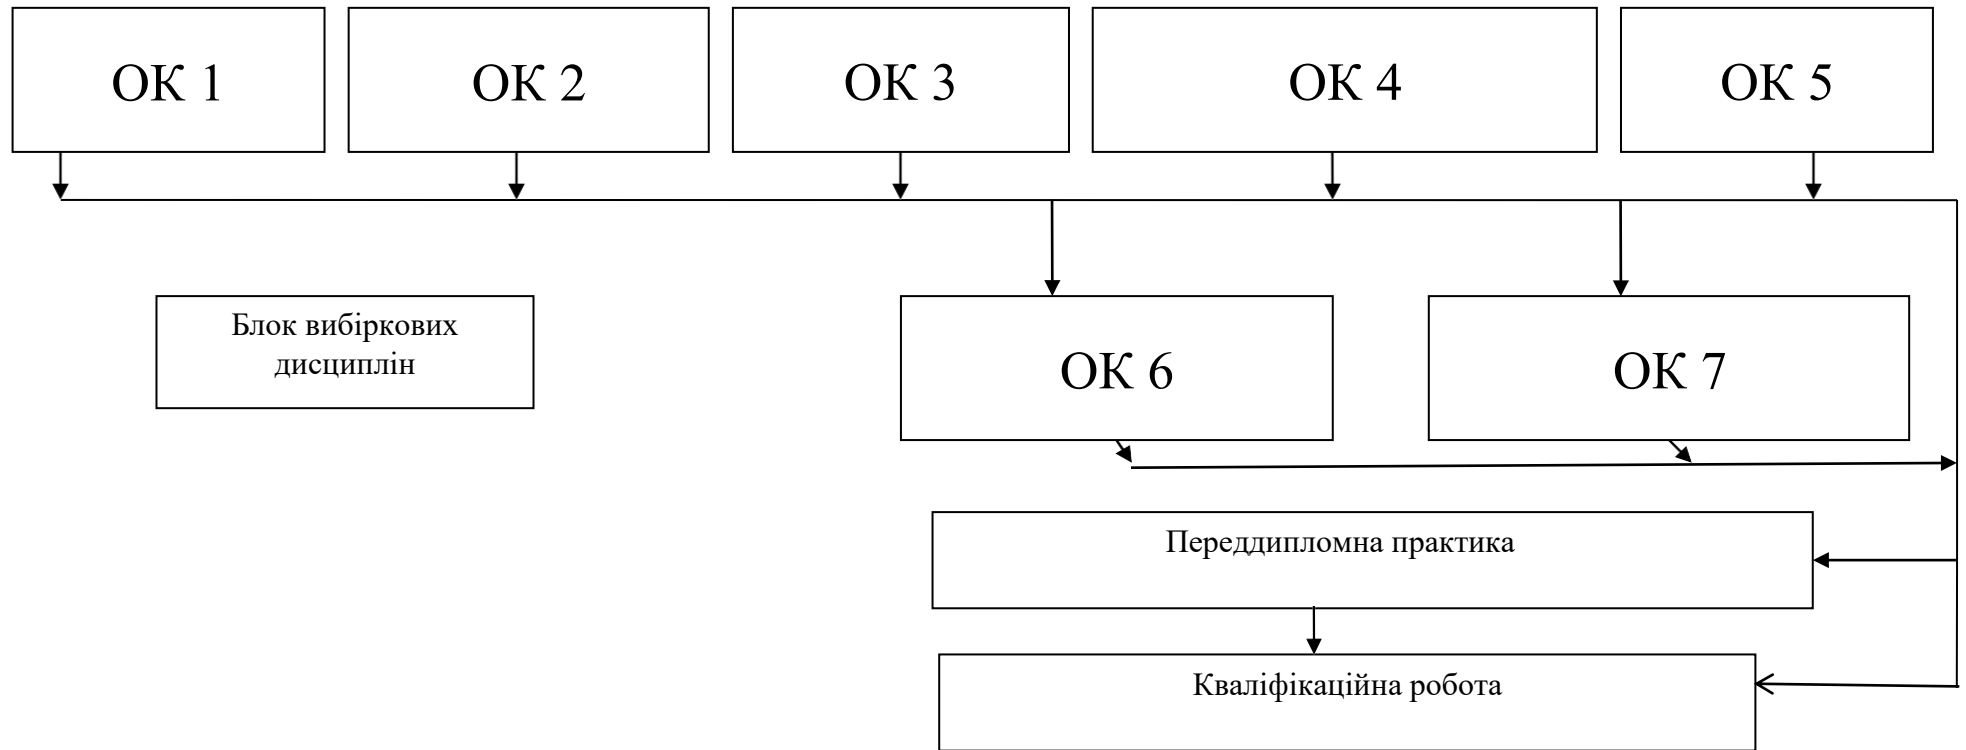 ОК 1
ОК 2
ОК 3
ОК 4
ОК 5
Блок вибіркових
дисциплін
ОК 6
ОК 7
Переддипломна практика
Кваліфікаційна робота